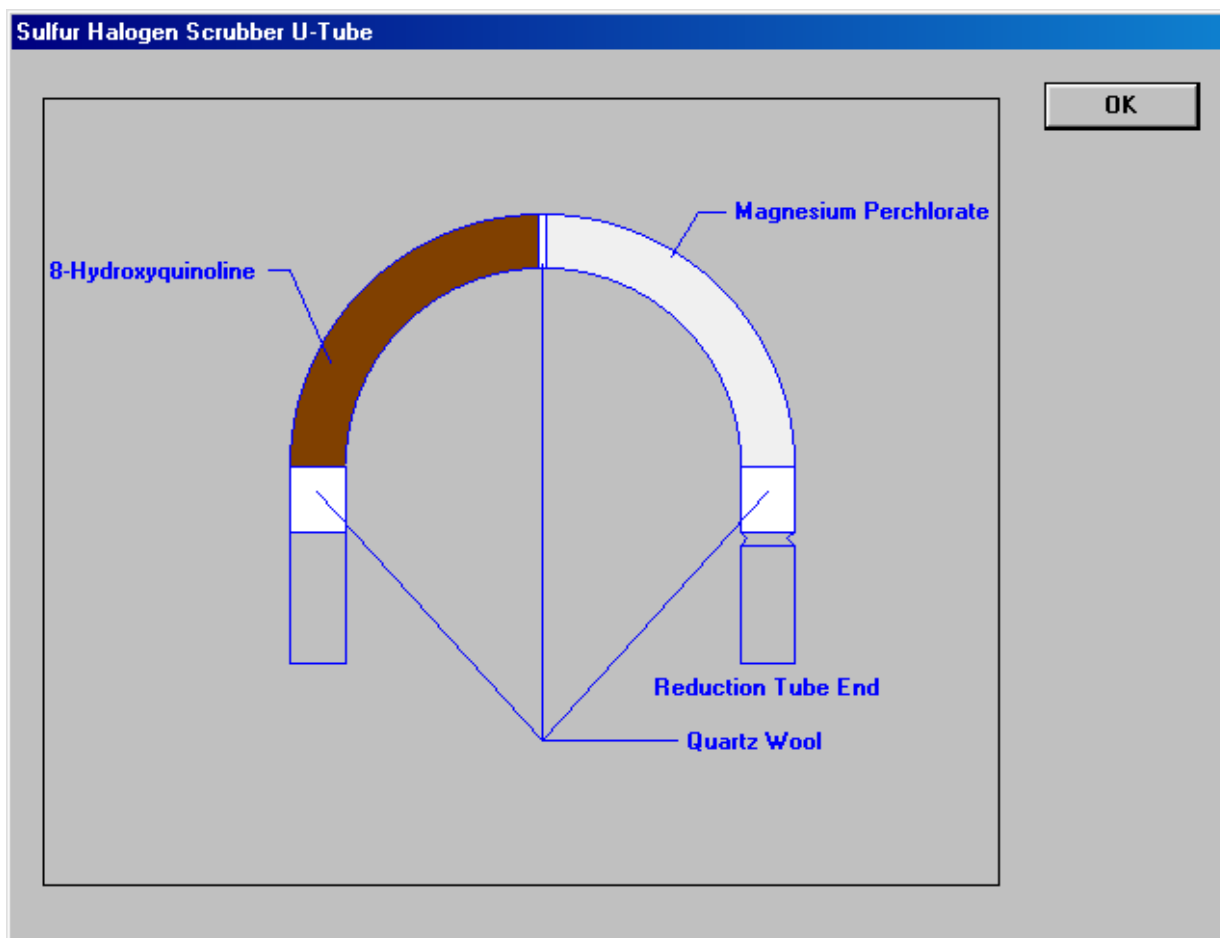 Sulfur Halogen Scrubber U-Tube
OK
Magnesium Perchlorate
8-Hydroxyquinoline
Reduction Tube End
Quartz Wool